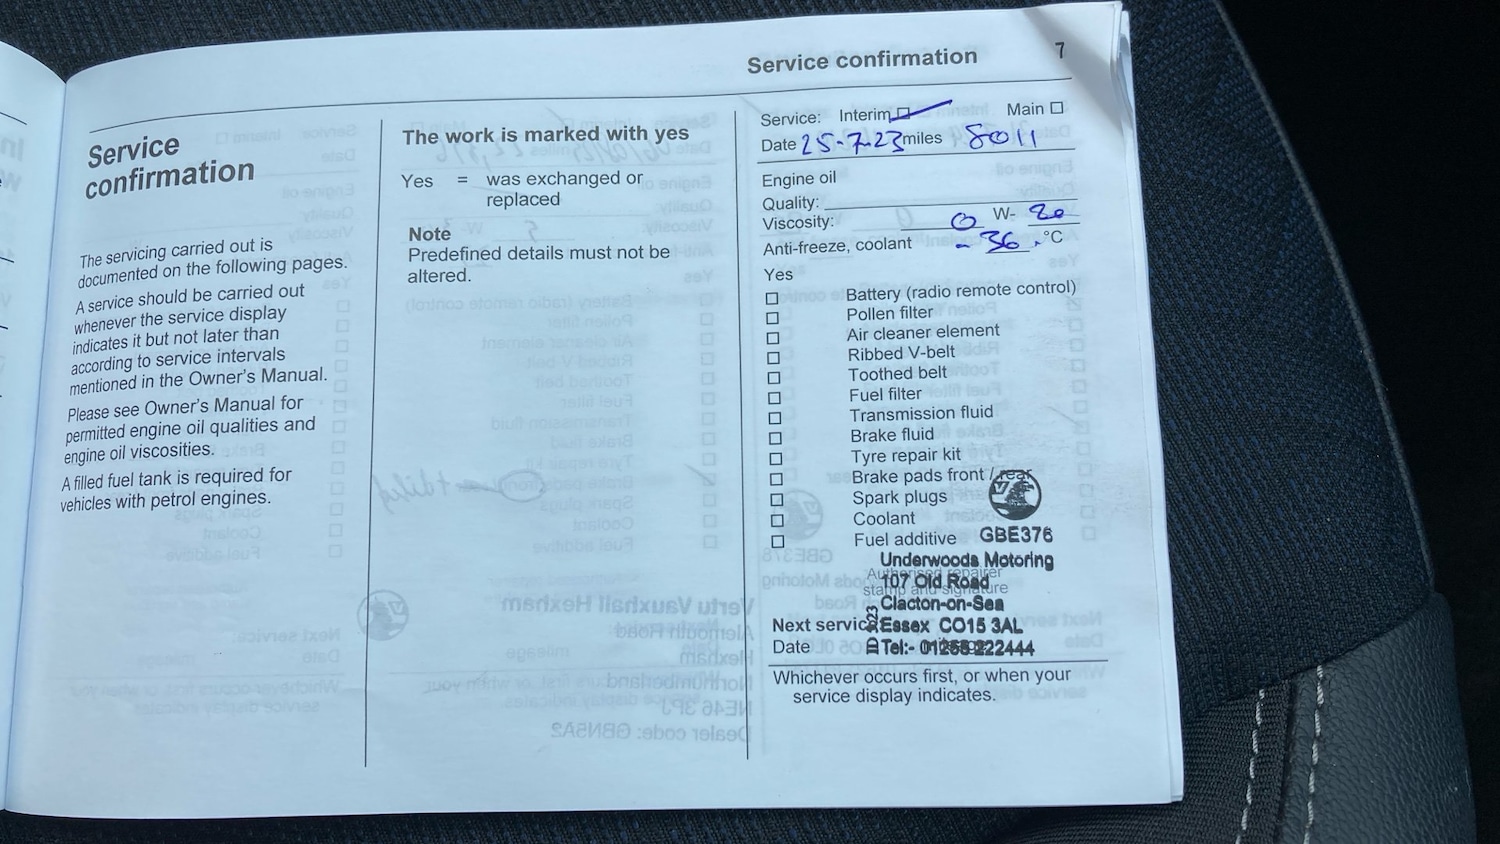 Service confirmation 7
Service
confirmation
The servicing carried out is
documented on the following pages.
A service should be carried out
whenever the service display
indicates it but not later than
according to service intervals
mentioned in the Owner's Manual.
Please see Owner's Manual for
permitted engine oil qualities and
engine oil viscosities.
A filled fuel tank is required for
vehicles with petrol engines.
The work is marked with yes
Yes = was exchanged or
replaced
Note
Predefined details must not be
altered.
Service: Interim Main
Date 25-7-23 miles 8011
Engine oil
Quality:
Viscosity: 0 W- 20
Anti-freeze, coolant - 36 .°C
Yes
Battery (radio remote control)
Pollen filter
Air cleaner element
Ribbed V-belt
Toothed belt
Fuel filter
Transmission fluid
Brake fluid
Tyre repair kit
Brake pads front / rear
Spark plugs
Coolant
Fuel additive GBE376
Underwoods Motoring
Authorised repairer
107 Old Road
stamp and signature
Clacton-on-Sea
Next service Essex CO15 3AL
Date Tel:- 01255 222444
Whichever occurs first, or when your
service display indicates.